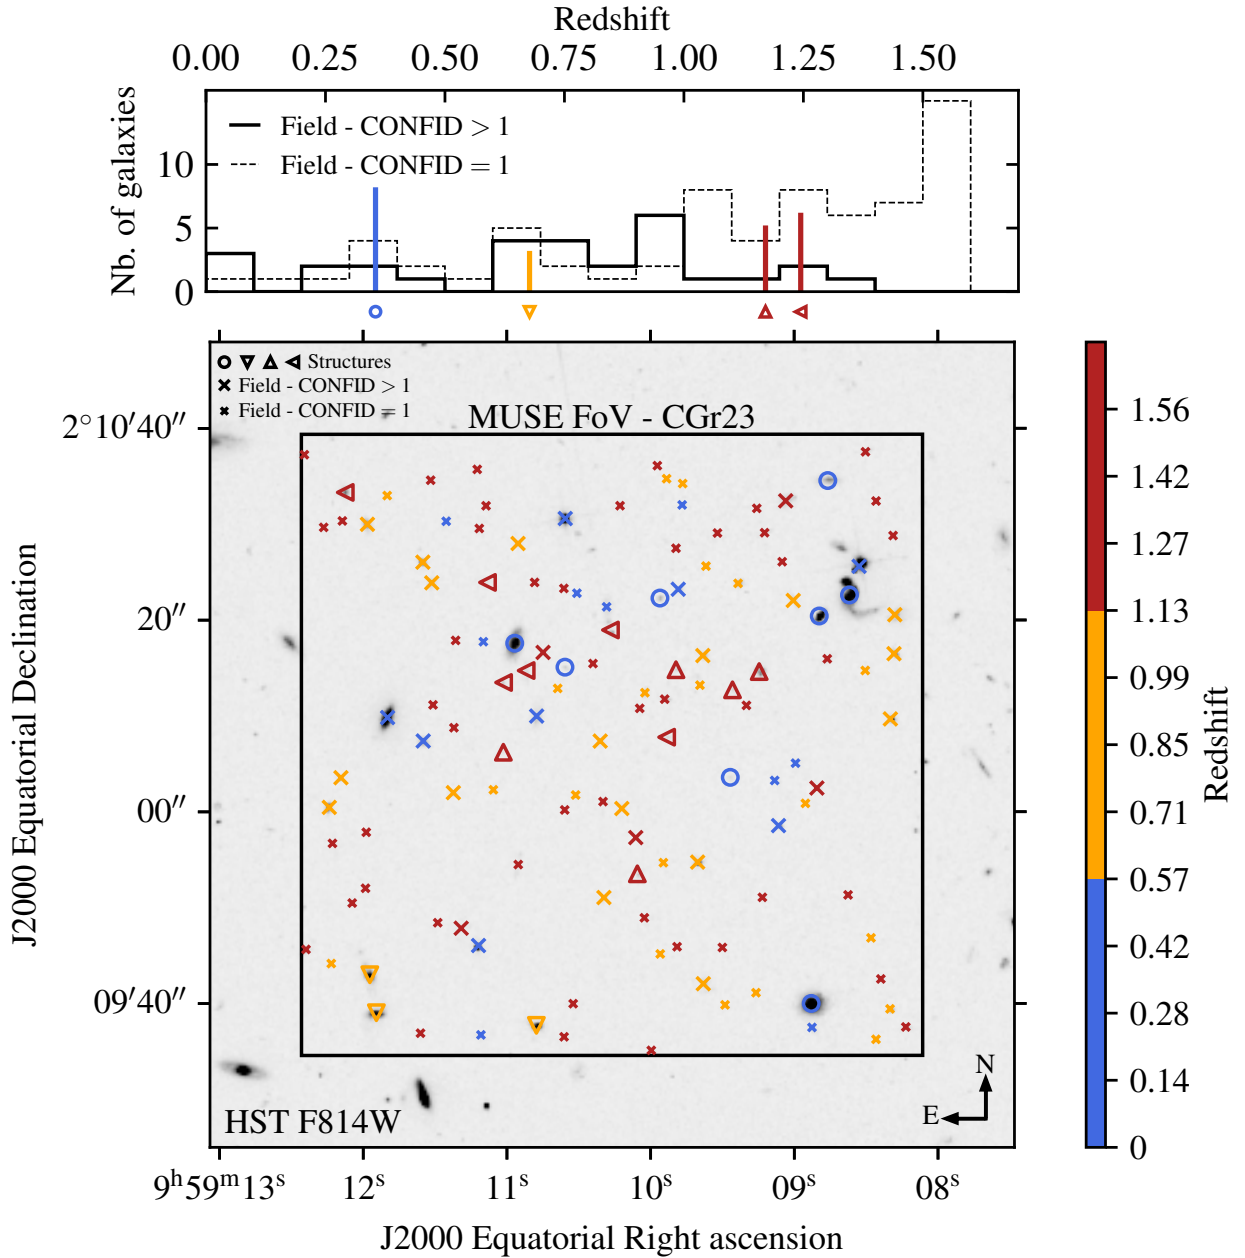 Redshift
0.00 0.25 0.50 0.75 1.00 1.25 1.50
Nb. of galaxies
10
5
0
Field - CONFID > 1
Field - CONFID = 1
Structures
Field - CONFID > 1
Field - CONFID = 1
MUSE FoV - CGr23
2°10′40″
20″
00″
09′40″
J2000 Equatorial Declination
HST F814W
N
E
9ʰ59ᵐ13ˢ 12ˢ 11ˢ 10ˢ 09ˢ 08ˢ
J2000 Equatorial Right ascension
1.56
1.42
1.27
1.13
0.99
0.85
0.71
0.57
0.42
0.28
0.14
0
Redshift